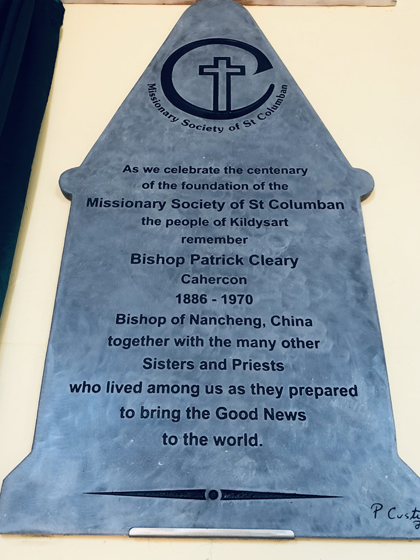 Missionary Society of St Columban
As we celebrate the centenary
of the foundation of the
Missionary Society of St Columban
the people of Kildysart
remember
Bishop Patrick Cleary
Cahercon
1886 - 1970
Bishop of Nancheng, China
together with the many other
Sisters and Priests
who lived among us as they prepared
to bring the Good News
to the world.
P